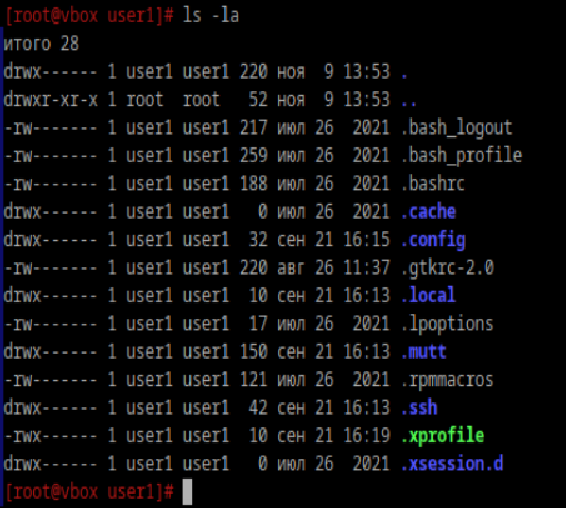 [root@vbox user1]# ls -la
итого 28
drwx------ 1 user1 user1 220 ноя  9 13:53 .
drwxr-xr-x 1 root  root   52 ноя  9 13:53 ..
-rw------- 1 user1 user1 217 июл 26  2021 .bash_logout
-rw------- 1 user1 user1 259 июл 26  2021 .bash_profile
-rw------- 1 user1 user1 188 июл 26  2021 .bashrc
drwx------ 1 user1 user1   0 июл 26  2021 .cache
drwx------ 1 user1 user1  32 сен 21 16:15 .config
-rw------- 1 user1 user1 220 авг 26 11:37 .gtkrc-2.0
drwx------ 1 user1 user1  10 сен 21 16:13 .local
-rw------- 1 user1 user1  17 июл 26  2021 .lpoptions
drwx------ 1 user1 user1 150 сен 21 16:13 .mutt
-rw------- 1 user1 user1 121 июл 26  2021 .rpmmacros
drwx------ 1 user1 user1  42 сен 21 16:13 .ssh
-rwx------ 1 user1 user1  10 сен 21 16:19 .xprofile
drwx------ 1 user1 user1   0 июл 26  2021 .xsession.d
[root@vbox user1]#